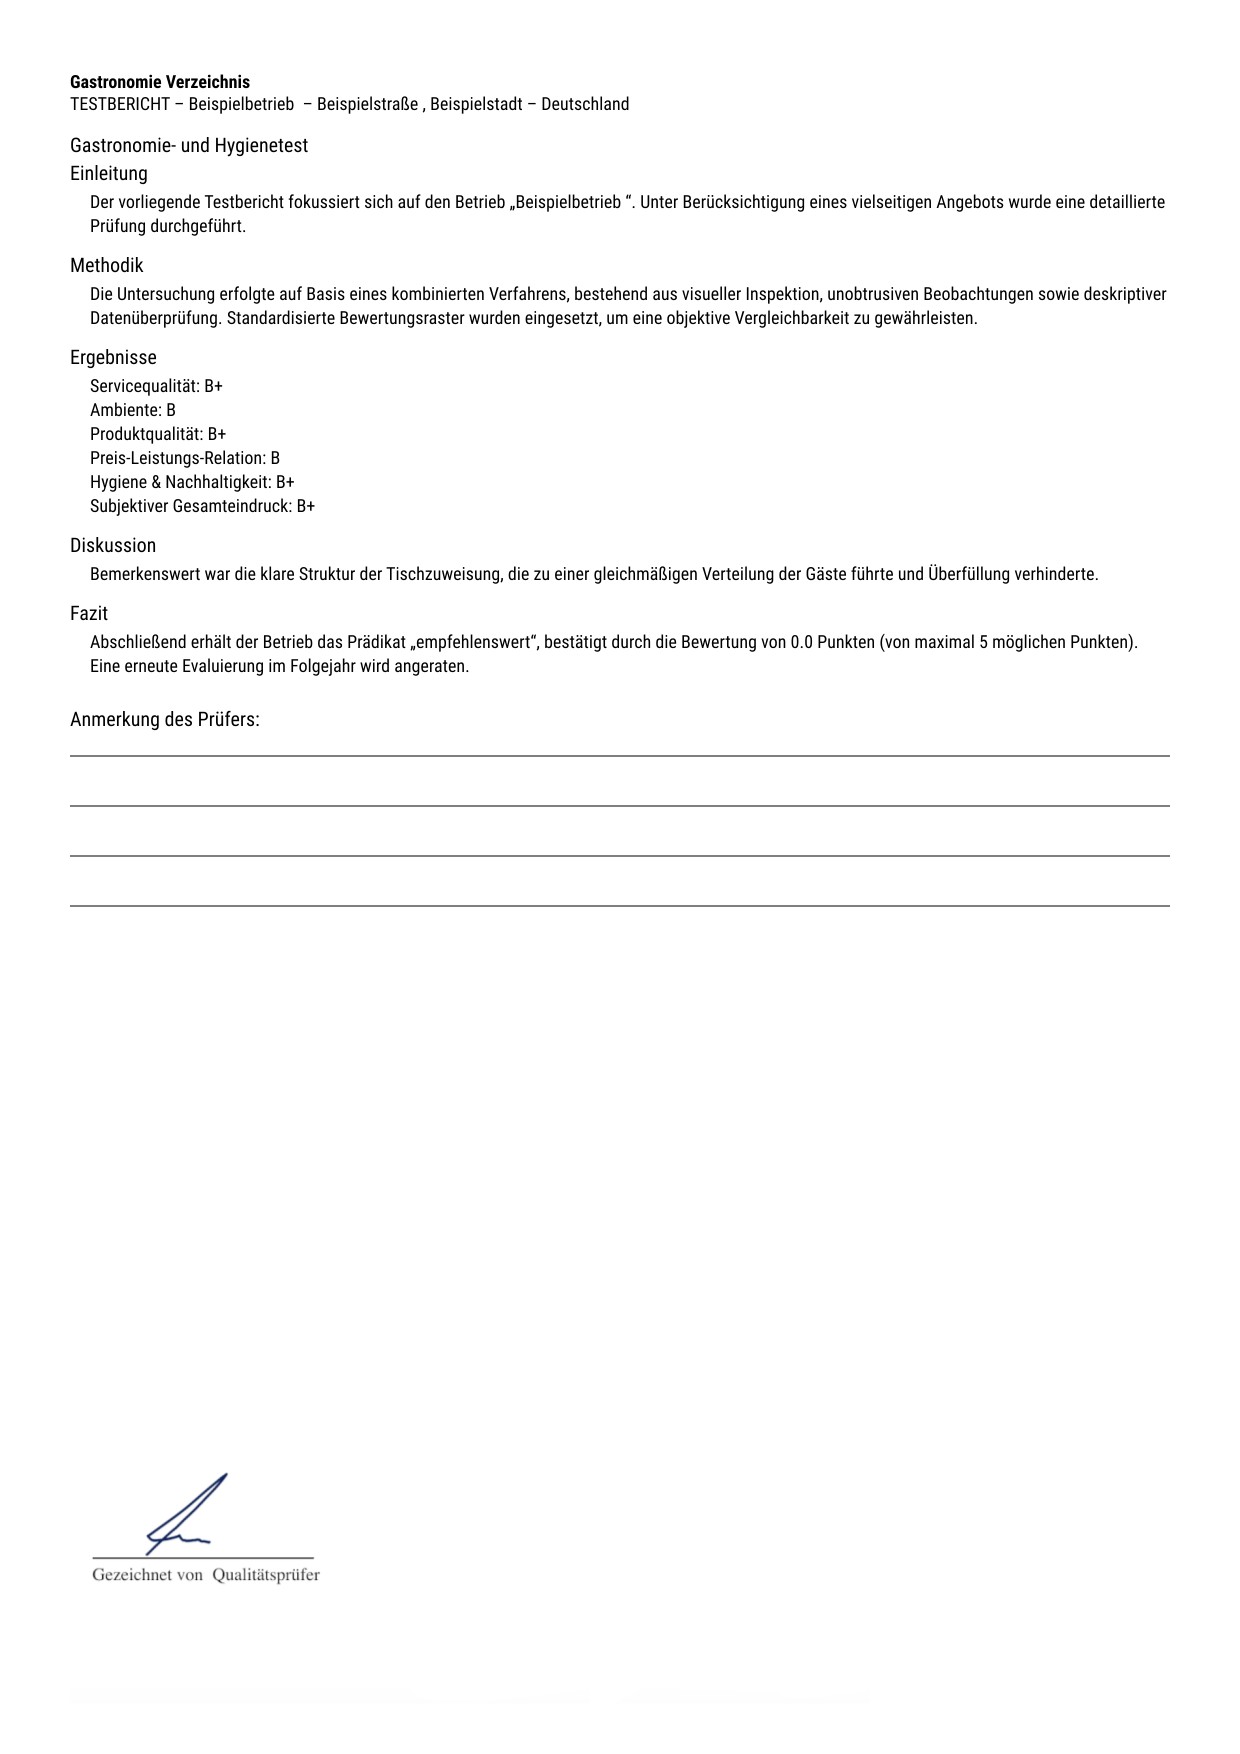 Gastronomie Verzeichnis
TESTBERICHT – Beispielbetrieb – Beispielstraße , Beispielstadt – Deutschland
Gastronomie- und Hygienetest
Einleitung
Der vorliegende Testbericht fokussiert sich auf den Betrieb „Beispielbetrieb “. Unter Berücksichtigung eines vielseitigen Angebots wurde eine detaillierte
Prüfung durchgeführt.
Methodik
Die Untersuchung erfolgte auf Basis eines kombinierten Verfahrens, bestehend aus visueller Inspektion, unobtrusiven Beobachtungen sowie deskriptiver
Datenüberprüfung. Standardisierte Bewertungsraster wurden eingesetzt, um eine objektive Vergleichbarkeit zu gewährleisten.
Ergebnisse
Servicequalität: B+
Ambiente: B
Produktqualität: B+
Preis-Leistungs-Relation: B
Hygiene & Nachhaltigkeit: B+
Subjektiver Gesamteindruck: B+
Diskussion
Bemerkenswert war die klare Struktur der Tischzuweisung, die zu einer gleichmäßigen Verteilung der Gäste führte und Überfüllung verhinderte.
Fazit
Abschließend erhält der Betrieb das Prädikat „empfehlenswert“, bestätigt durch die Bewertung von 0.0 Punkten (von maximal 5 möglichen Punkten).
Eine erneute Evaluierung im Folgejahr wird angeraten.
Anmerkung des Prüfers:
Gezeichnet von Qualitätsprüfer